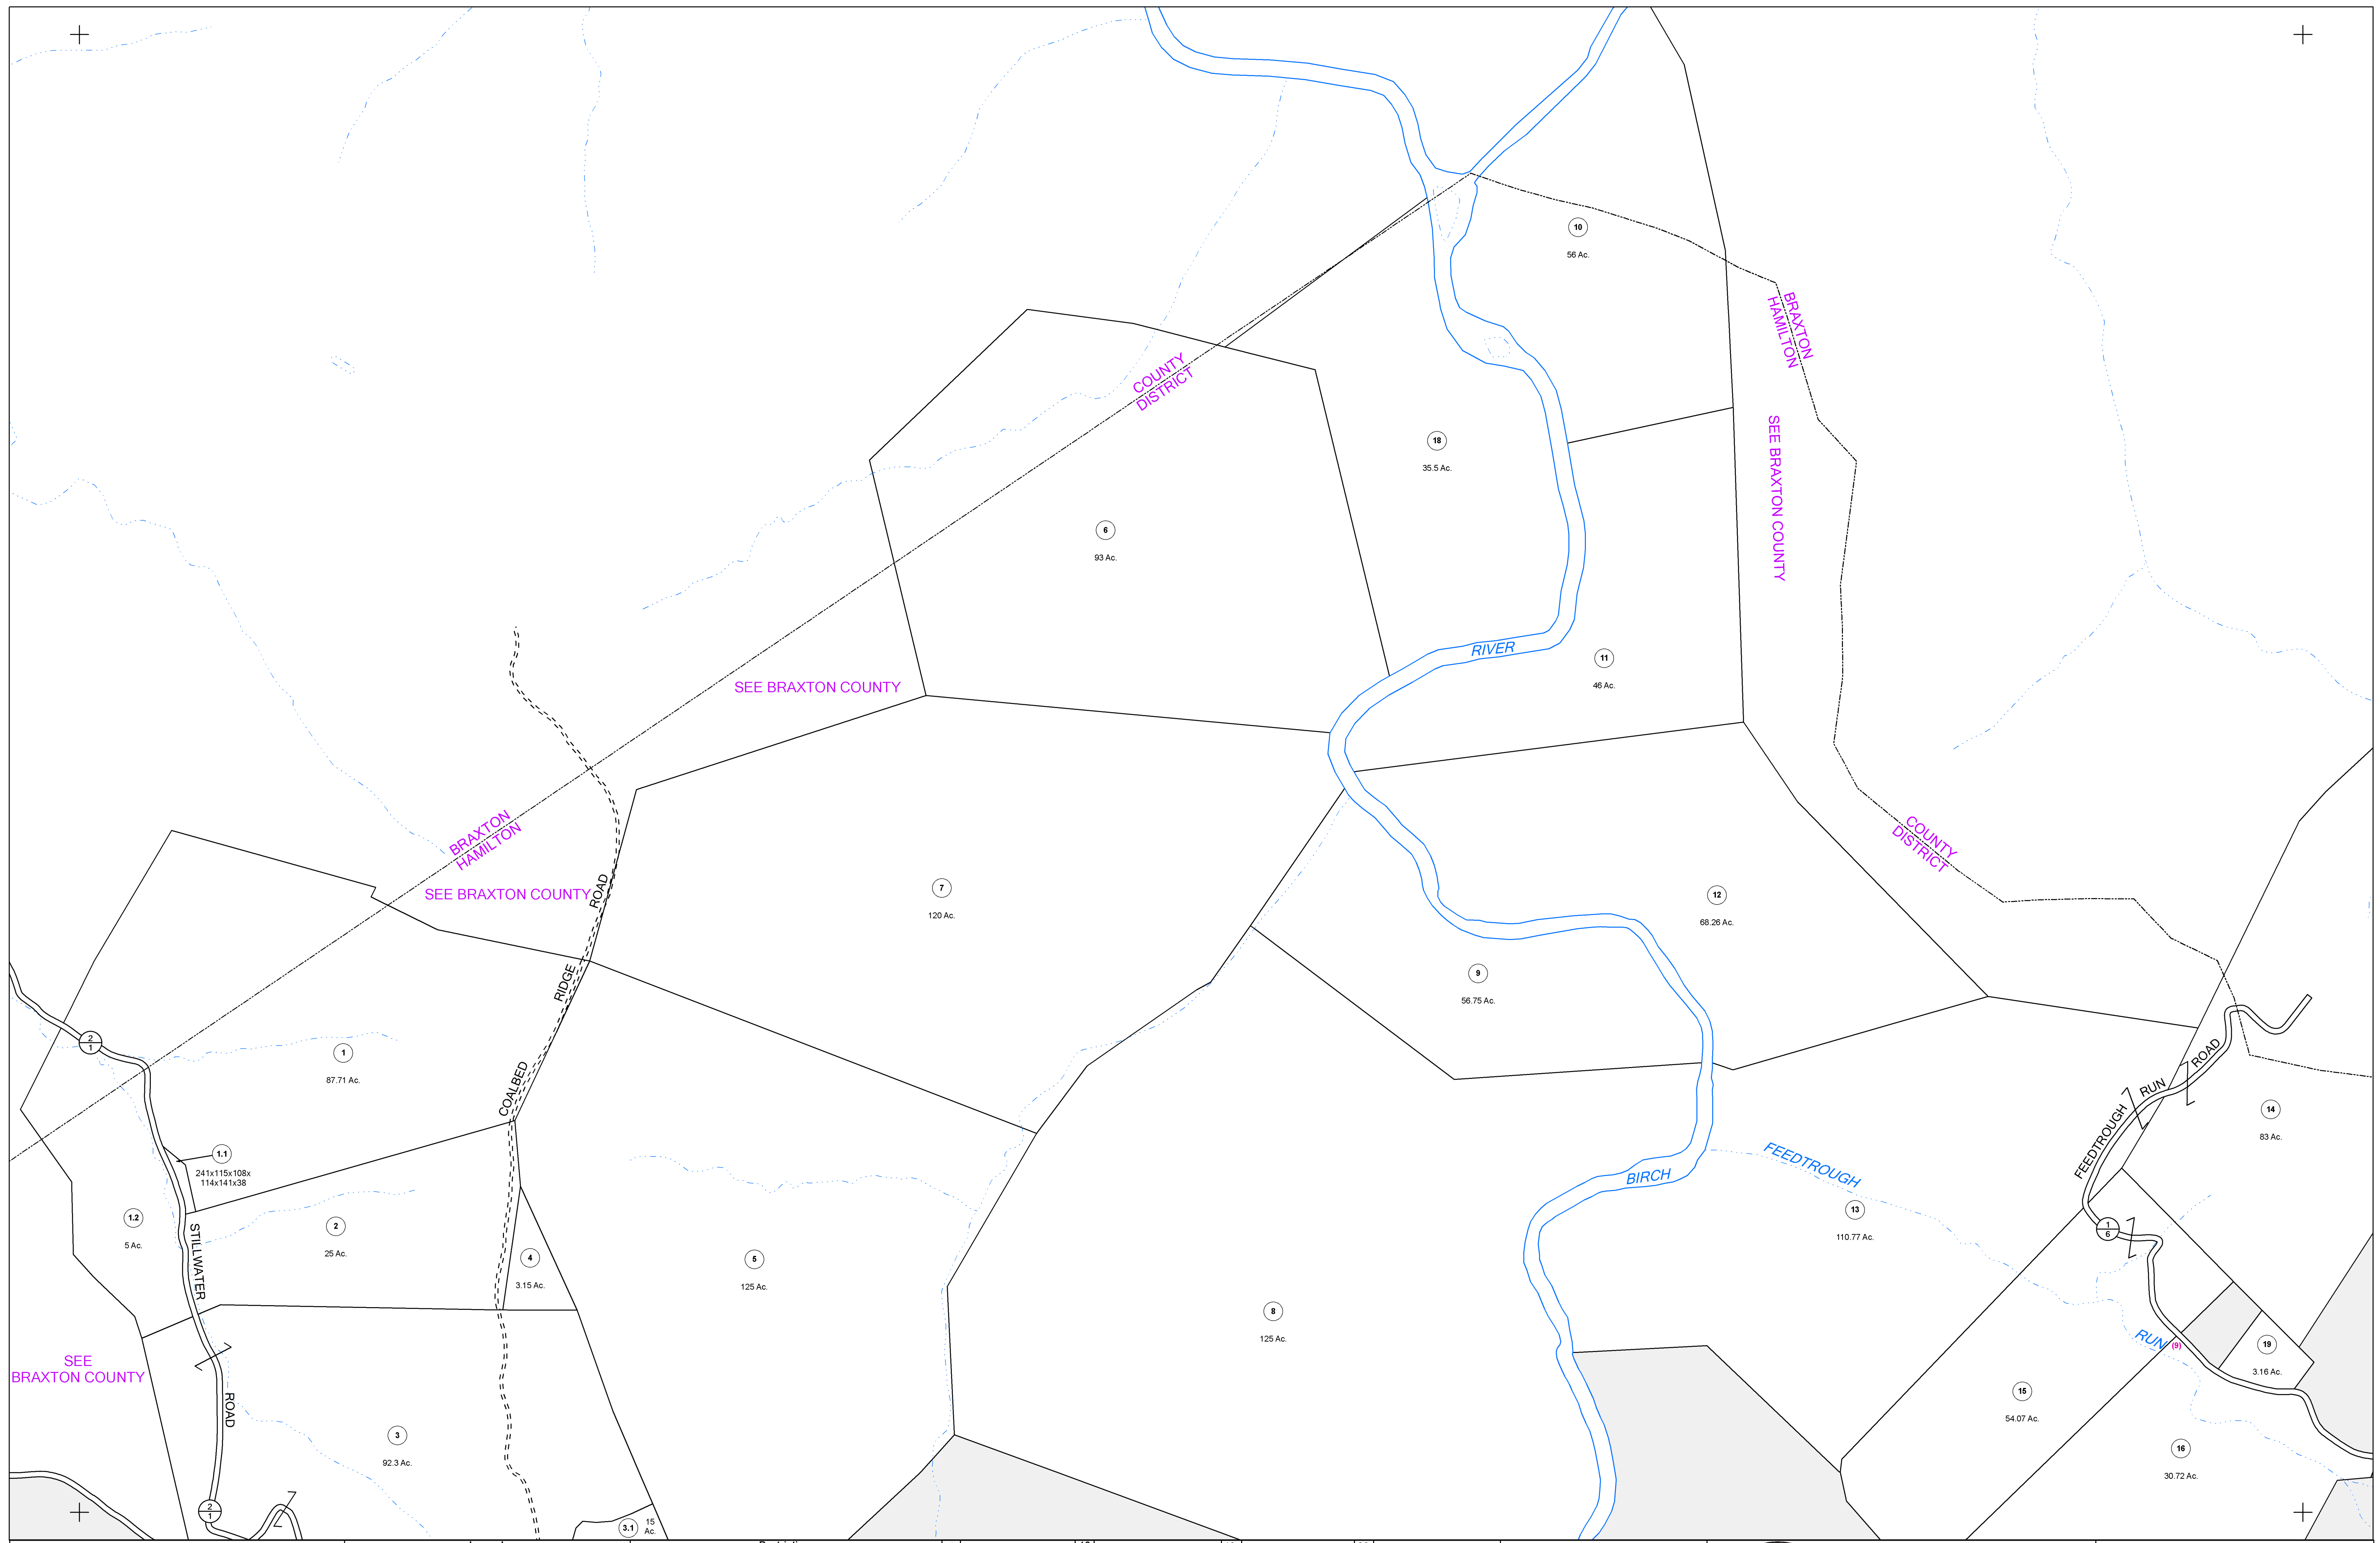 10
56 Ac.
BRAXTON
HAMILTON
COUNTY
DISTRICT
18
35.5 Ac.
SEE BRAXTON COUNTY
6
93 Ac.
RIVER
11
46 Ac.
SEE BRAXTON COUNTY
BRAXTON
HAMILTON
COUNTY
DISTRICT
SEE BRAXTON COUNTY
ROAD
7
120 Ac.
12
68.26 Ac.
RIDGE
9
56.75 Ac.
2
1
1
87.71 Ac.
COALBED
ROAD
RUN
FEEDTROUGH
14
83 Ac.
1.1
241x115x108x
114x141x38
BIRCH
FEEDTROUGH
1.2
5 Ac.
2
25 Ac.
STILLWATER
4
3.15 Ac.
5
125 Ac.
13
110.77 Ac.
1
6
8
125 Ac.
RUN
(9)
19
3.16 Ac.
SEE
BRAXTON COUNTY
ROAD
15
54.07 Ac.
3
92.3 Ac.
16
30.72 Ac.
2
1
3.1
15
Ac.